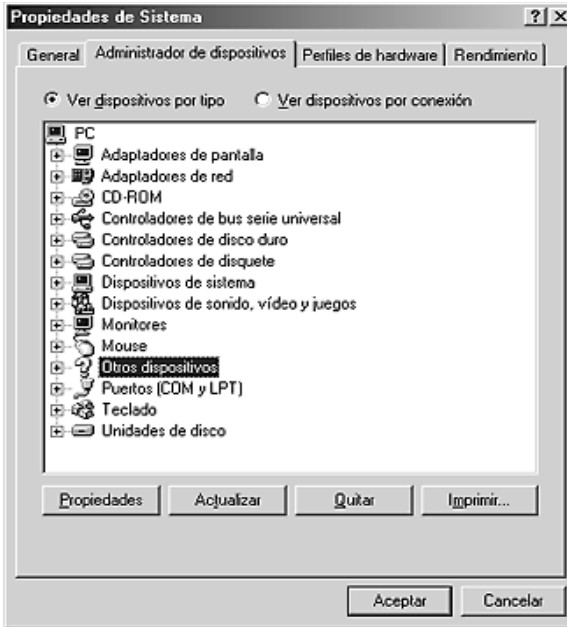 Propiedades de Sistema
General Administrador de dispositivos Perfiles de hardware Rendimiento
Ver dispositivos por tipo Ver dispositivos por conexión
PC
Adaptadores de pantalla
Adaptadores de red
CD-ROM
Controladores de bus serie universal
Controladores de disco duro
Controladores de disquete
Dispositivos de sistema
Dispositivos de sonido, vídeo y juegos
Monitores
Mouse
Otros dispositivos
Puertos (COM y LPT)
Teclado
Unidades de disco
Propiedades Actualizar Quitar Imprimir...
Aceptar Cancelar